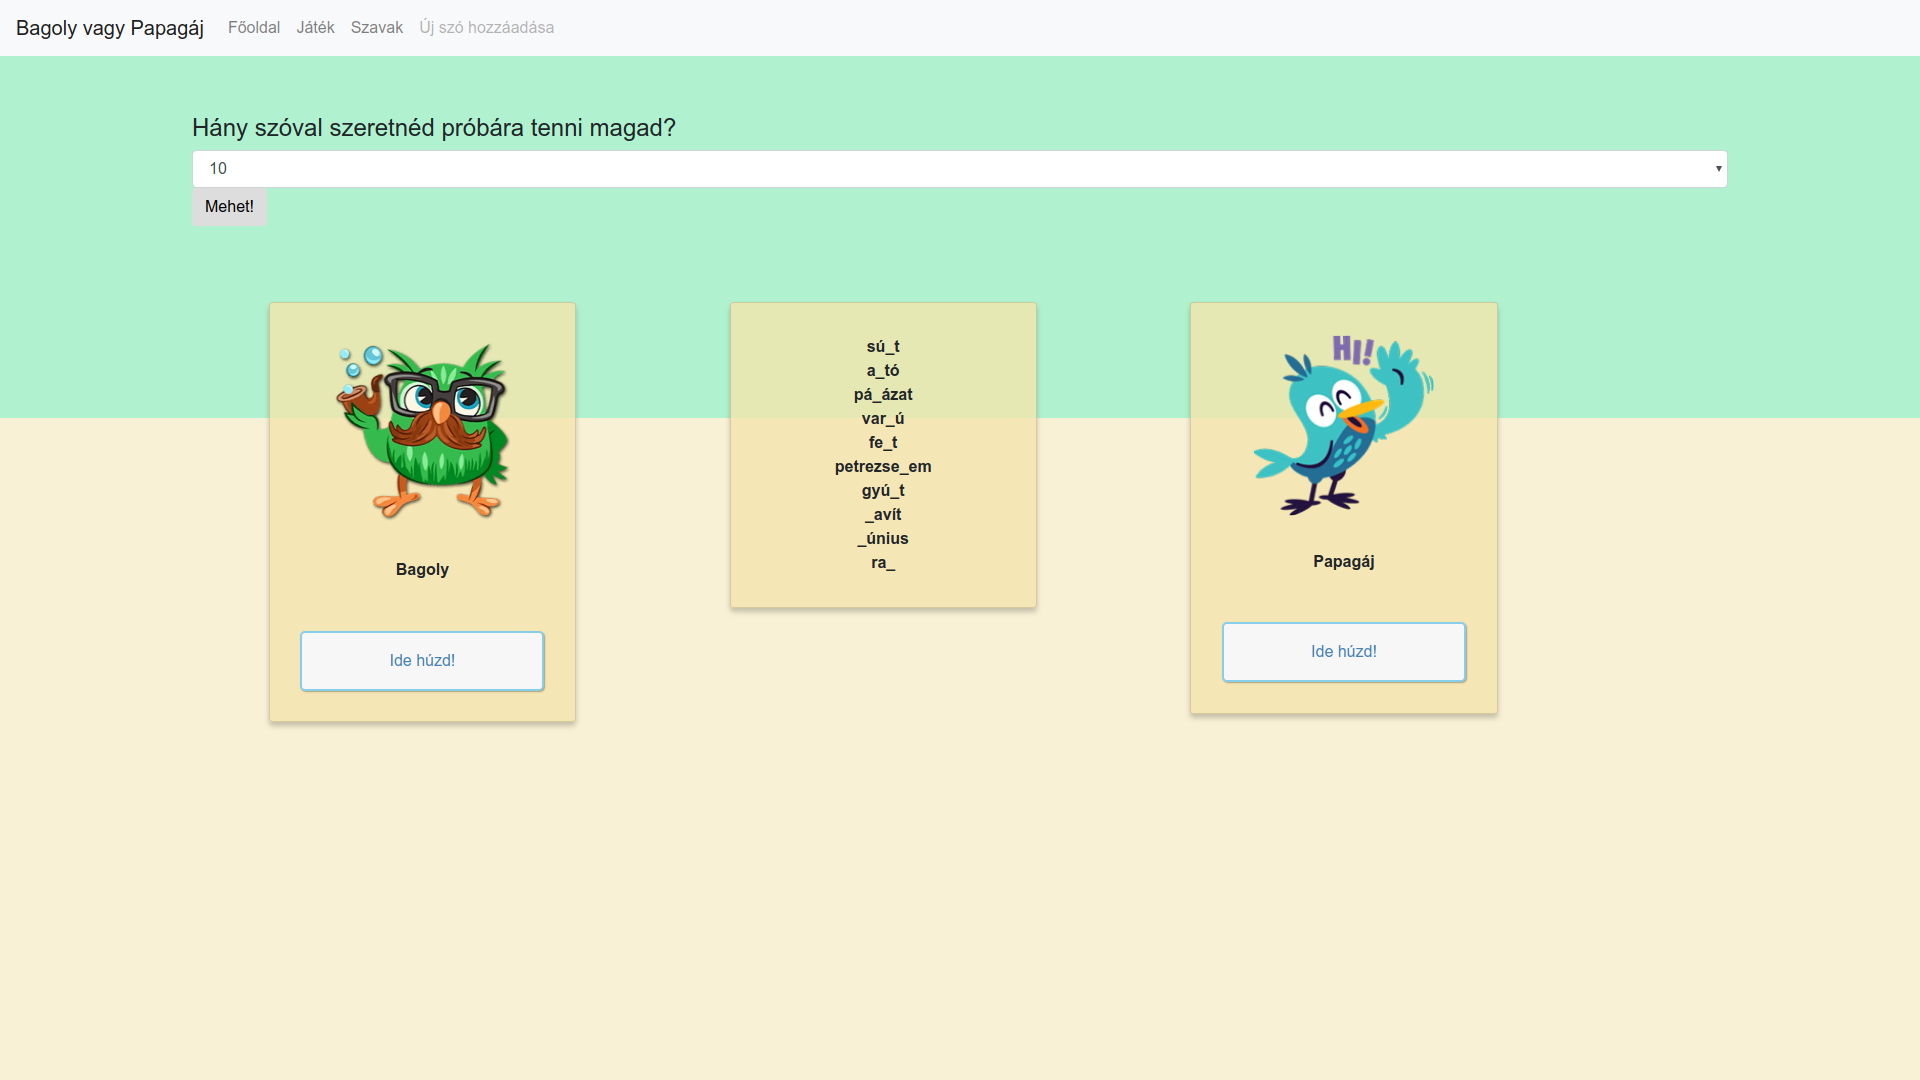 Bagoly vagy Papagáj Főoldal Játék Szavak Új szó hozzáadása
Hány szóval szeretnéd próbára tenni magad?
10
Mehet!
HI!
Bagoly
Ide húzd!
sú_t
a_tó
pá_ázat
var_ú
fe_t
petrezse_em
gyú_t
_avít
_únius
ra_
Papagáj
Ide húzd!